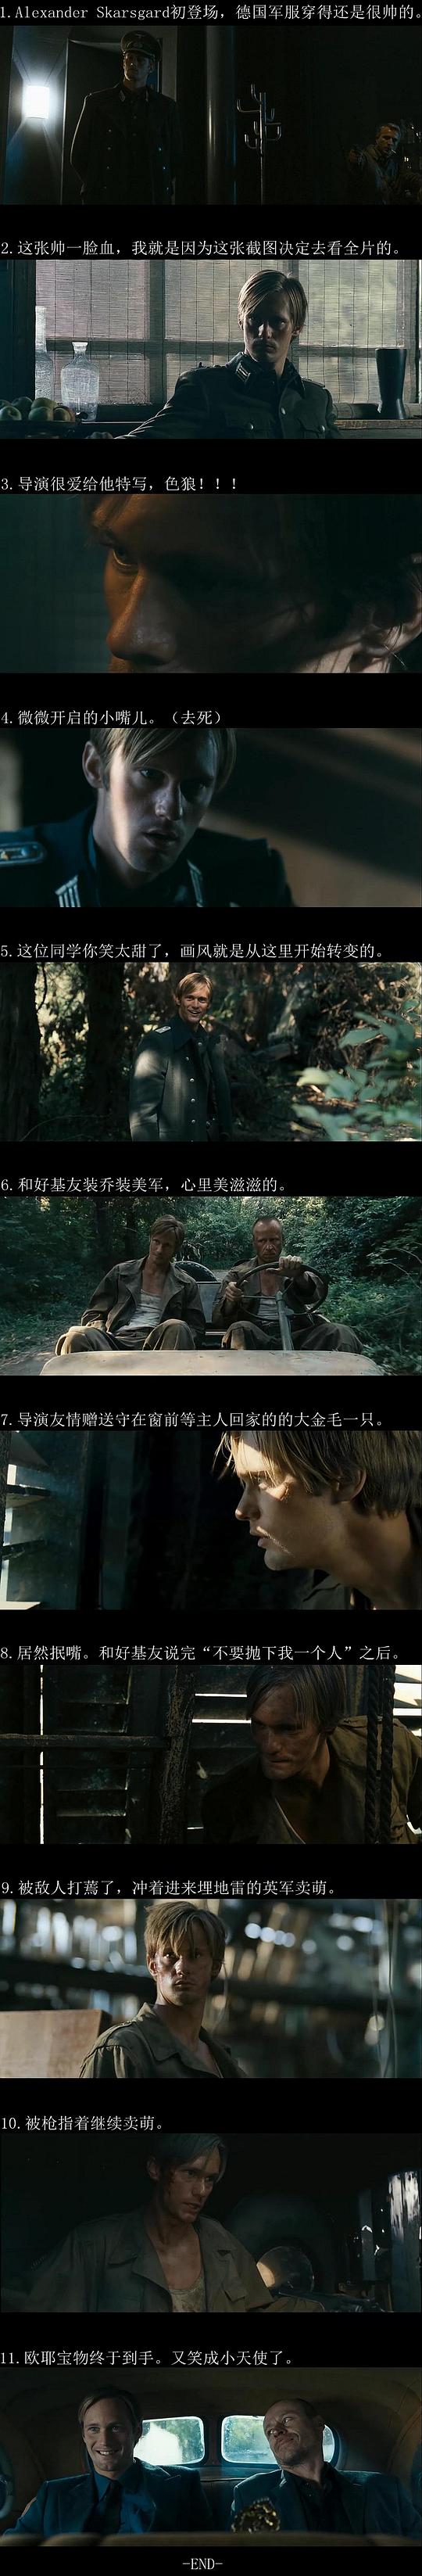 1.Alexander Skarsgard初登场，德国军服穿得还是很帅的。
2.这张帅一脸血，我就是因为这张截图决定去看全片的。
3.导演很爱给他特写，色狼！！！
4.微微开启的小嘴儿。（去死）
5.这位同学你笑太甜了，画风就是从这里开始转变的。
6.和好基友装乔装美军，心里美滋滋的。
7.导演友情赠送守在窗前等主人回家的的大金毛一只。
8.居然抿嘴。和好基友说完“不要抛下我一个人”之后。
9.被敌人打蔫了，冲着进来埋地雷的英军卖萌。
10.被枪指着继续卖萌。
11.欧耶宝物终于到手。又笑成小天使了。
-END-